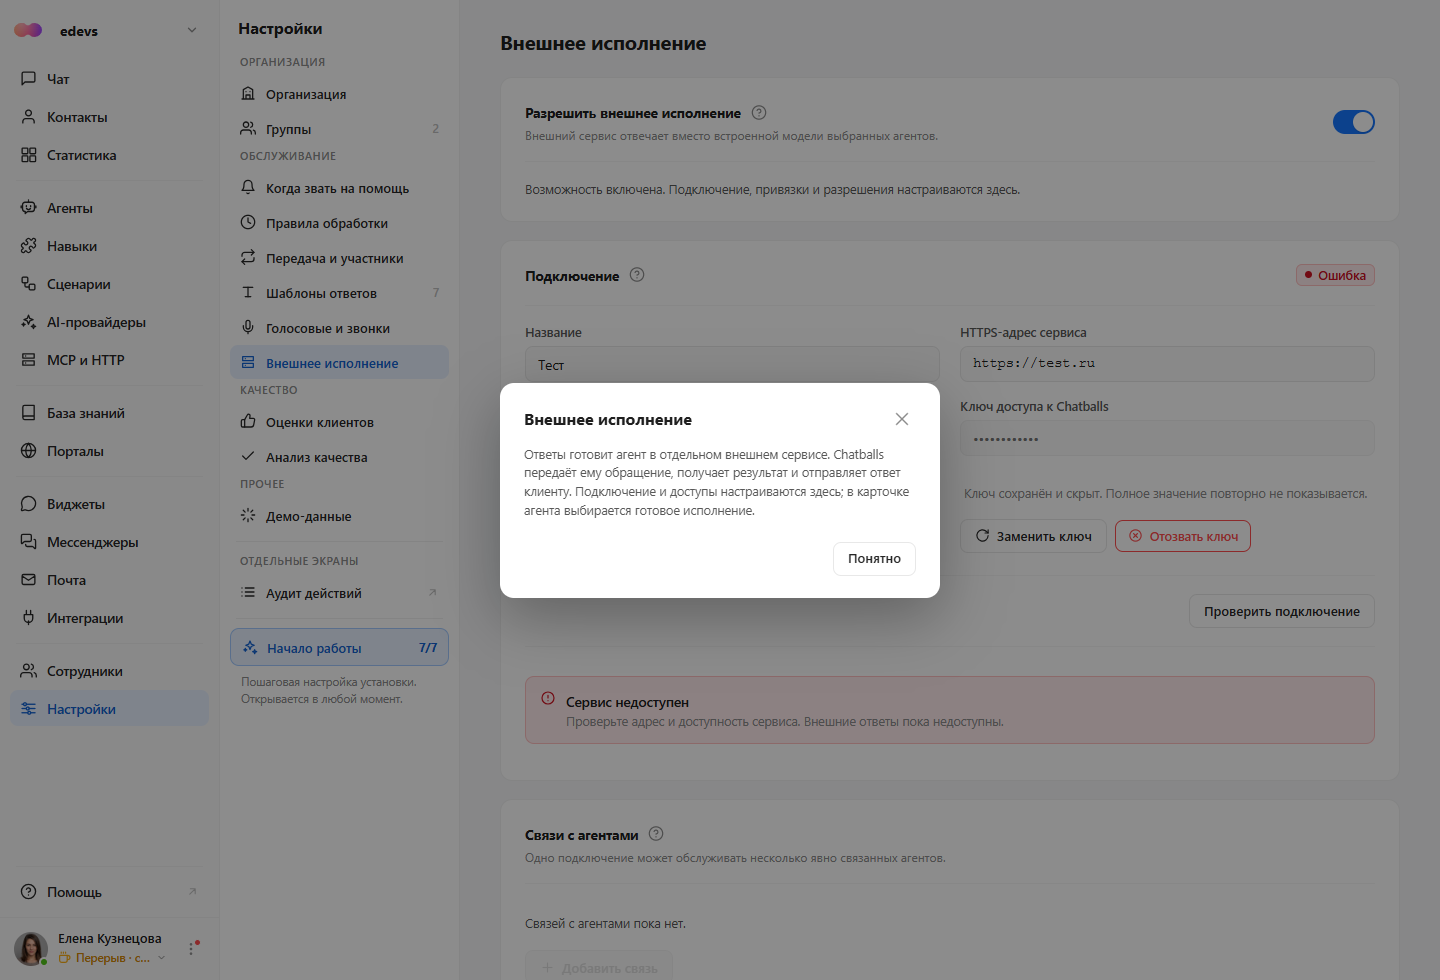 edevs
Чат
Контакты
Статистика
Агенты
Навыки
Сценарии
AI-провайдеры
MCP и HTTP
База знаний
Порталы
Виджеты
Мессенджеры
Почта
Интеграции
Сотрудники
Настройки
Помощь
Елена Кузнецова
Перерыв · с...
Настройки
ОРГАНИЗАЦИЯ
Организация
Группы 2
ОБСЛУЖИВАНИЕ
Когда звать на помощь
Правила обработки
Передача и участники
Шаблоны ответов 7
Голосовые и звонки
Внешнее исполнение
КАЧЕСТВО
Оценки клиентов
Анализ качества
ПРОЧЕЕ
Демо-данные
ОТДЕЛЬНЫЕ ЭКРАНЫ
Аудит действий
Начало работы 7/7
Пошаговая настройка установки.
Открывается в любой момент.
Внешнее исполнение
Разрешить внешнее исполнение
Внешний сервис отвечает вместо встроенной модели выбранных агентов.
Возможность включена. Подключение, привязки и разрешения настраиваются здесь.
Подключение
Ошибка
Название
Тест
HTTPS-адрес сервиса
https://test.ru
Ключ доступа к Chatballs
••••••••••••
Ключ сохранён и скрыт. Полное значение повторно не показывается.
Заменить ключ
Отозвать ключ
Проверить подключение
Внешнее исполнение
Ответы готовит агент в отдельном внешнем сервисе. Chatballs
передаёт ему обращение, получает результат и отправляет ответ
клиенту. Подключение и доступы настраиваются здесь; в карточке
агента выбирается готовое исполнение.
Понятно
Сервис недоступен
Проверьте адрес и доступность сервиса. Внешние ответы пока недоступны.
Связи с агентами
Одно подключение может обслуживать несколько явно связанных агентов.
Связей с агентами пока нет.
Добавить связь